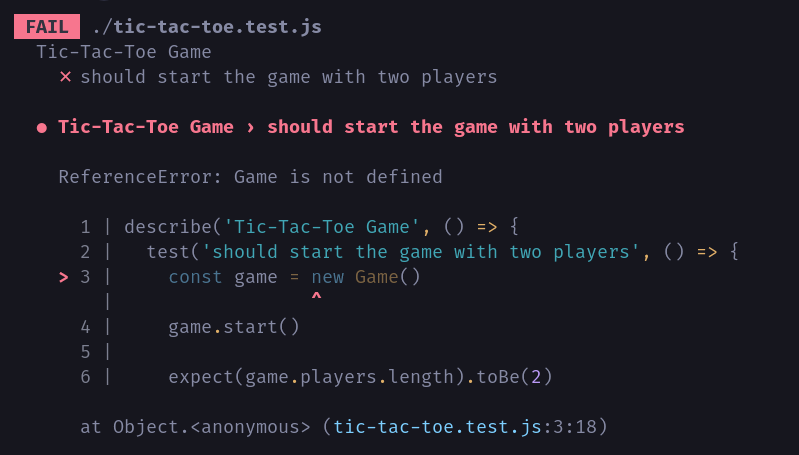 FAIL ./tic-tac-toe.test.js
Tic-Tac-Toe Game
✕ should start the game with two players
● Tic-Tac-Toe Game › should start the game with two players
ReferenceError: Game is not defined
1 | describe('Tic-Tac-Toe Game', () => {
2 |   test('should start the game with two players', () => {
> 3 |     const game = new Game()
|                  ^
4 |     game.start()
5 |
6 |     expect(game.players.length).toBe(2)
at Object.<anonymous> (tic-tac-toe.test.js:3:18)